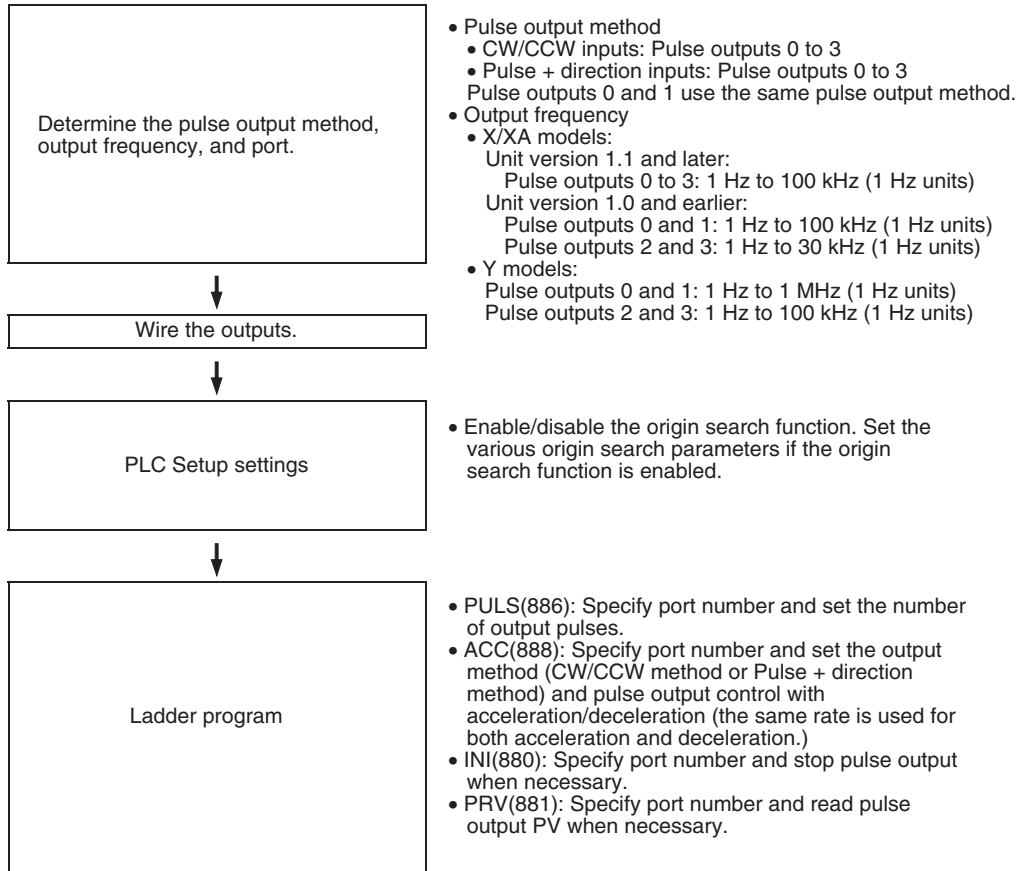 Determine the pulse output method,
output frequency, and port.
• Pulse output method
• CW/CCW inputs: Pulse outputs 0 to 3
• Pulse + direction inputs: Pulse outputs 0 to 3
Pulse outputs 0 and 1 use the same pulse output method.
• Output frequency
• X/XA models:
Unit version 1.1 and later:
Pulse outputs 0 to 3: 1 Hz to 100 kHz (1 Hz units)
Unit version 1.0 and earlier:
Pulse outputs 0 and 1: 1 Hz to 100 kHz (1 Hz units)
Pulse outputs 2 and 3: 1 Hz to 30 kHz (1 Hz units)
• Y models:
Pulse outputs 0 and 1: 1 Hz to 1 MHz (1 Hz units)
Pulse outputs 2 and 3: 1 Hz to 100 kHz (1 Hz units)
Wire the outputs.
PLC Setup settings
• Enable/disable the origin search function. Set the
various origin search parameters if the origin
search function is enabled.
Ladder program
• PULS(886): Specify port number and set the number
of output pulses.
• ACC(888): Specify port number and set the output
method (CW/CCW method or Pulse + direction
method) and pulse output control with
acceleration/deceleration (the same rate is used for
both acceleration and deceleration.)
• INI(880): Specify port number and stop pulse output
when necessary.
• PRV(881): Specify port number and read pulse
output PV when necessary.